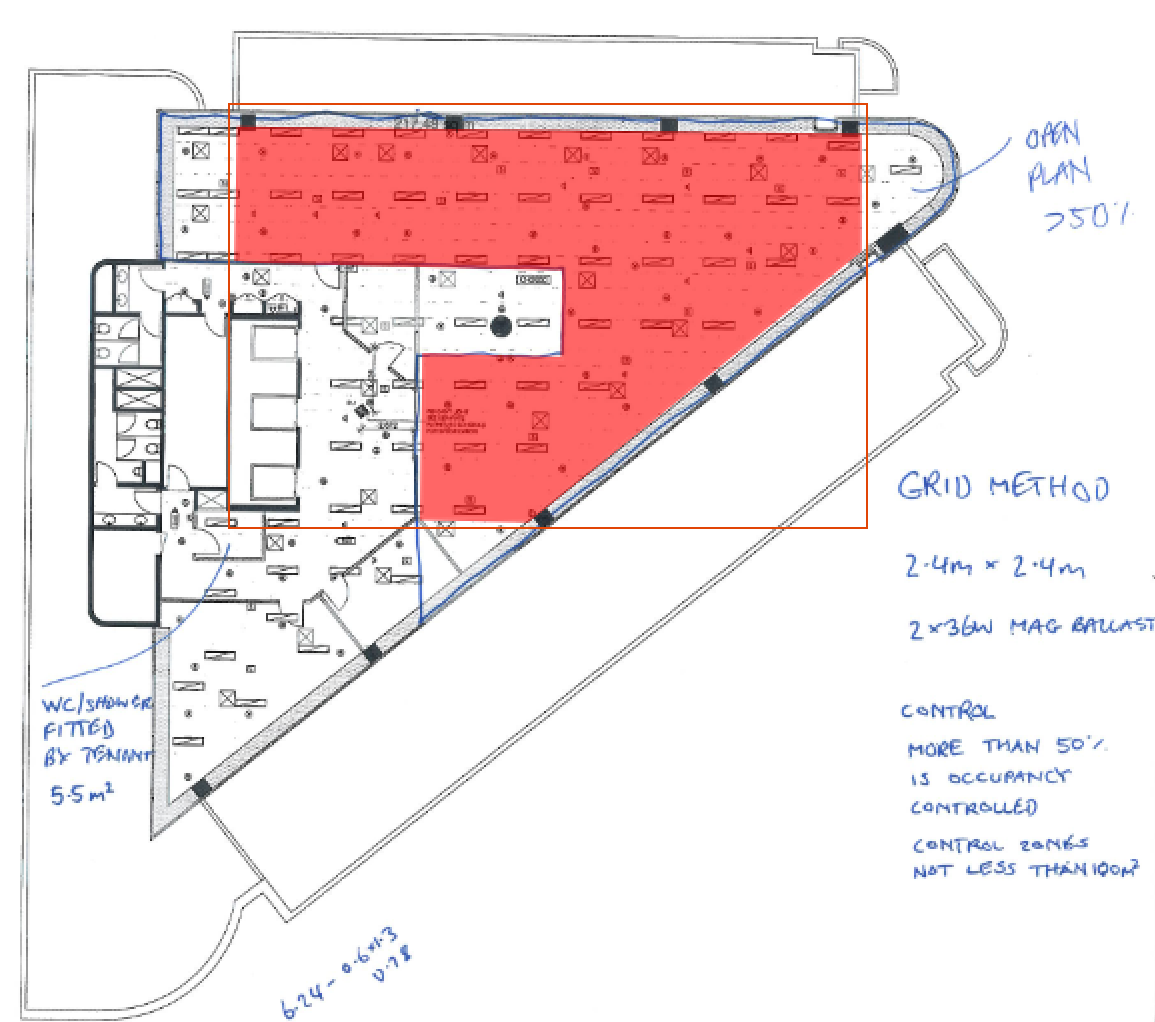 OPEN
PLAN
>50%
GRID METHOD
2.4m × 2.4m
2×36W MAG BALLAST
WC/SHOWER
FITTED
BY TENANT
5.5m²
CONTROL
MORE THAN 50%
IS OCCUPANCY
CONTROLLED
CONTROL ZONES
NOT LESS THAN 100m²
6.24 - 0.6×1.3
0.78